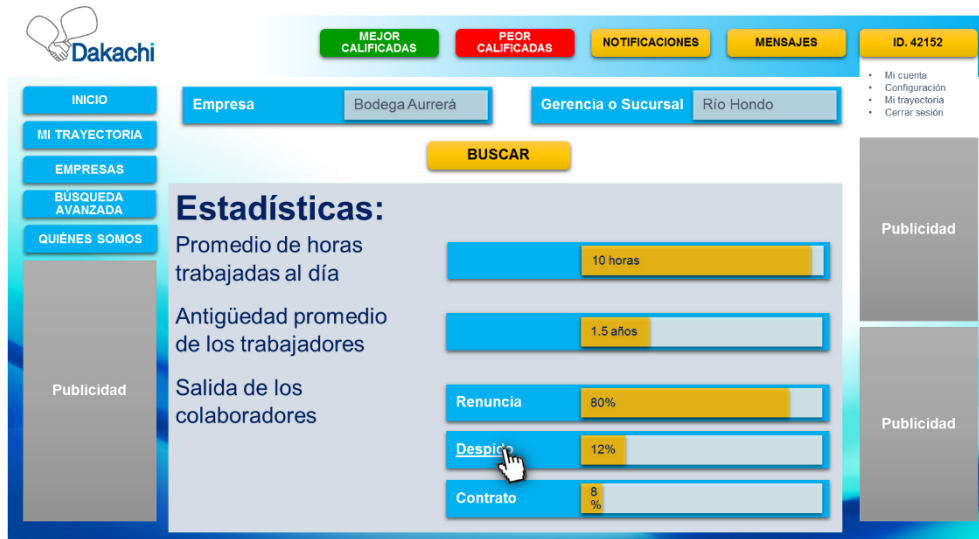 Dakachi
MEJOR
CALIFICADAS
PEOR
CALIFICADAS
NOTIFICACIONES
MENSAJES
ID. 42152
• Mi cuenta
• Configuración
• Mi trayectoria
• Cerrar sesión
INICIO
MI TRAYECTORIA
EMPRESAS
BÚSQUEDA
AVANZADA
QUIÉNES SOMOS
Publicidad
Empresa
Bodega Aurrerá
Gerencia o Sucursal
Río Hondo
BUSCAR
Estadísticas:
Promedio de horas
trabajadas al día
10 horas
Antigüedad promedio
de los trabajadores
1.5 años
Salida de los
colaboradores
Renuncia
80%
Despido
12%
Contrato
8
%
Publicidad
Publicidad